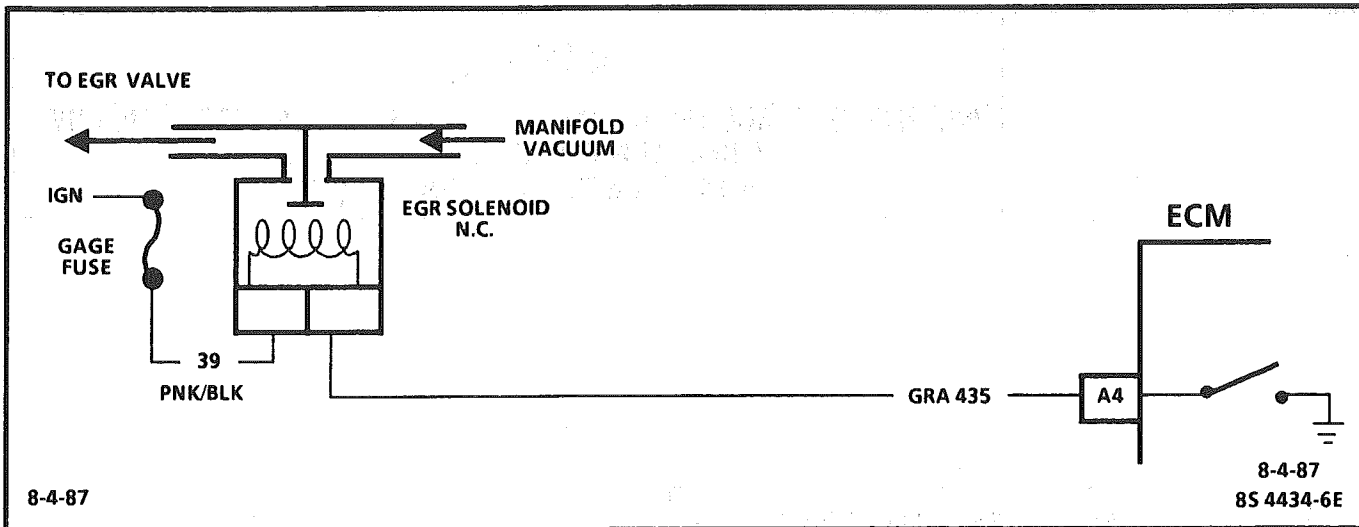 TO EGR VALVE
MANIFOLD
VACUUM
IGN
GAGE
FUSE
EGR SOLENOID
N.C.
ECM
39
PNK/BLK
GRA 435
A4
8-4-87
8-4-87
8S 4434-6E